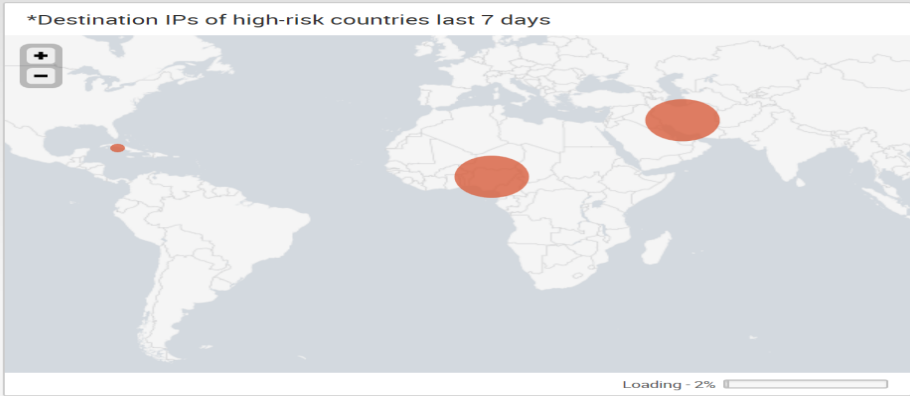 *Destination IPs of high-risk countries last 7 days
+
−
Loading - 2%